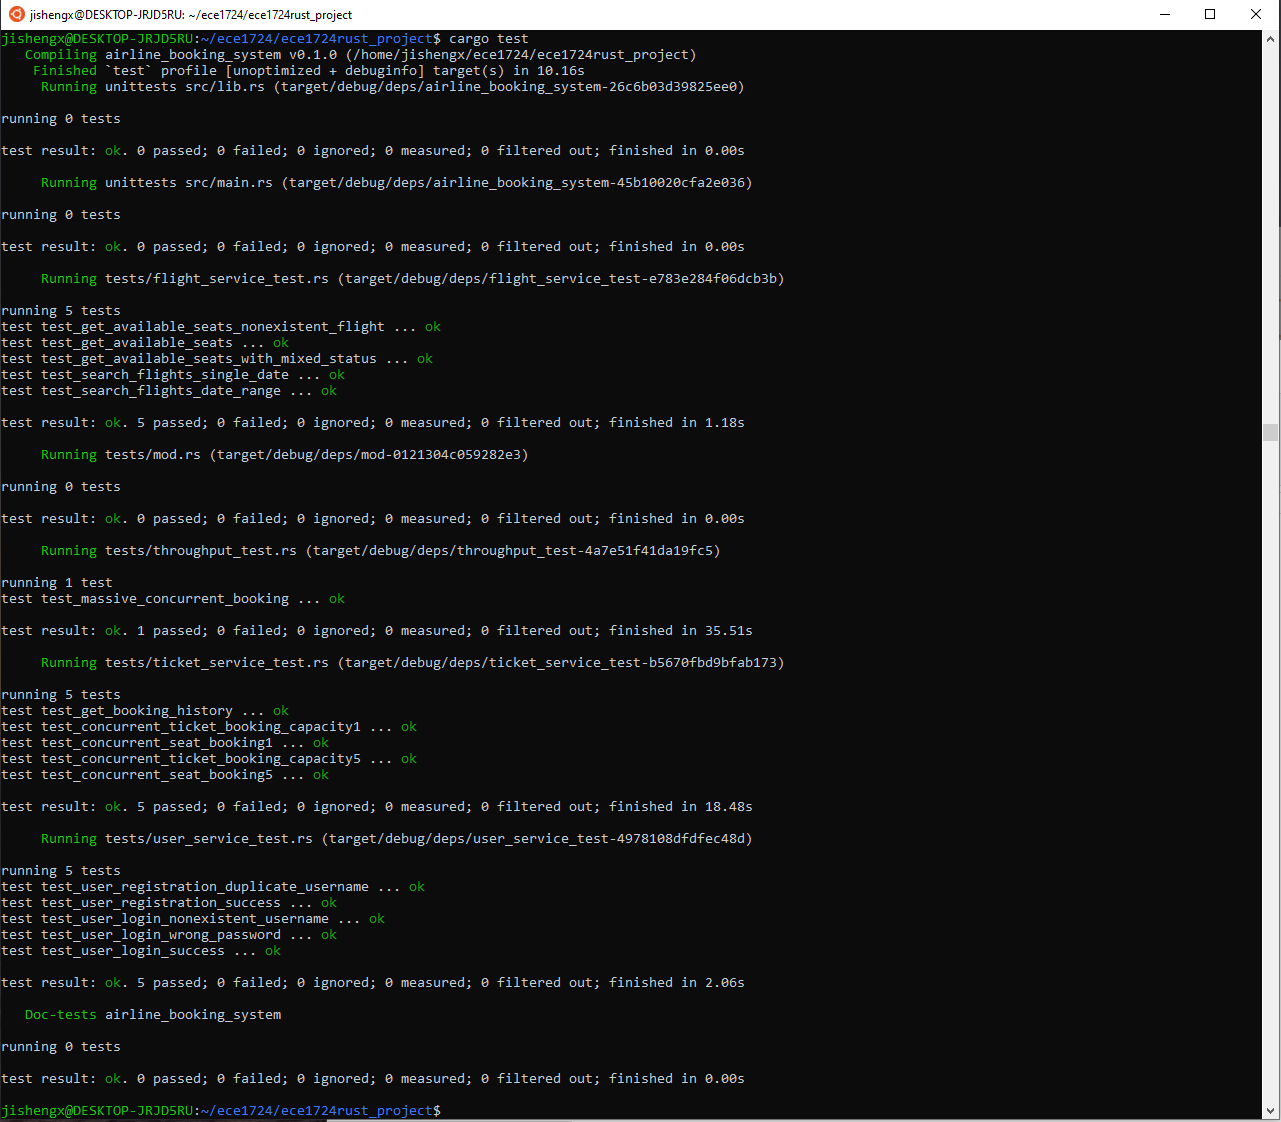 jishengx@DESKTOP-JRJD5RU: ~/ece1724/ece1724rust_project
jishengx@DESKTOP-JRJD5RU:~/ece1724/ece1724rust_project$ cargo test
Compiling airline_booking_system v0.1.0 (/home/jishengx/ece1724/ece1724rust_project)
Finished `test` profile [unoptimized + debuginfo] target(s) in 10.16s
Running unittests src/lib.rs (target/debug/deps/airline_booking_system-26c6b03d39825ee0)
running 0 tests
test result: ok. 0 passed; 0 failed; 0 ignored; 0 measured; 0 filtered out; finished in 0.00s
Running unittests src/main.rs (target/debug/deps/airline_booking_system-45b10020cfa2e036)
running 0 tests
test result: ok. 0 passed; 0 failed; 0 ignored; 0 measured; 0 filtered out; finished in 0.00s
Running tests/flight_service_test.rs (target/debug/deps/flight_service_test-e783e284f06dcb3b)
running 5 tests
test test_get_available_seats_nonexistent_flight ... ok
test test_get_available_seats ... ok
test test_get_available_seats_with_mixed_status ... ok
test test_search_flights_single_date ... ok
test test_search_flights_date_range ... ok
test result: ok. 5 passed; 0 failed; 0 ignored; 0 measured; 0 filtered out; finished in 1.18s
Running tests/mod.rs (target/debug/deps/mod-0121304c059282e3)
running 0 tests
test result: ok. 0 passed; 0 failed; 0 ignored; 0 measured; 0 filtered out; finished in 0.00s
Running tests/throughput_test.rs (target/debug/deps/throughput_test-4a7e51f41da19fc5)
running 1 test
test test_massive_concurrent_booking ... ok
test result: ok. 1 passed; 0 failed; 0 ignored; 0 measured; 0 filtered out; finished in 35.51s
Running tests/ticket_service_test.rs (target/debug/deps/ticket_service_test-b5670fbd9bfab173)
running 5 tests
test test_get_booking_history ... ok
test test_concurrent_ticket_booking_capacity1 ... ok
test test_concurrent_seat_booking1 ... ok
test test_concurrent_ticket_booking_capacity5 ... ok
test test_concurrent_seat_booking5 ... ok
test result: ok. 5 passed; 0 failed; 0 ignored; 0 measured; 0 filtered out; finished in 18.48s
Running tests/user_service_test.rs (target/debug/deps/user_service_test-4978108dfdfec48d)
running 5 tests
test test_user_registration_duplicate_username ... ok
test test_user_registration_success ... ok
test test_user_login_nonexistent_username ... ok
test test_user_login_wrong_password ... ok
test test_user_login_success ... ok
test result: ok. 5 passed; 0 failed; 0 ignored; 0 measured; 0 filtered out; finished in 2.06s
Doc-tests airline_booking_system
running 0 tests
test result: ok. 0 passed; 0 failed; 0 ignored; 0 measured; 0 filtered out; finished in 0.00s
jishengx@DESKTOP-JRJD5RU:~/ece1724/ece1724rust_project$